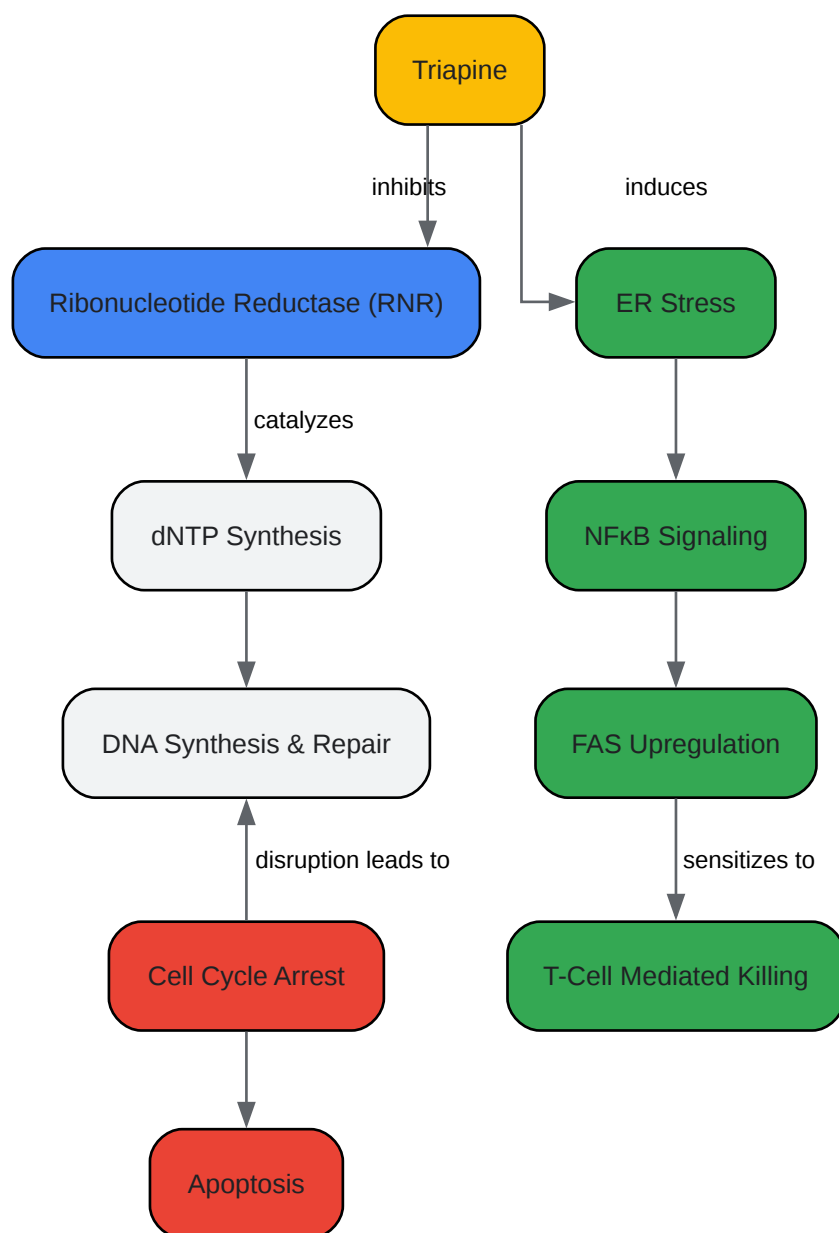 Triapine
inhibits
induces
Ribonucleotide Reductase (RNR)
ER Stress
catalyzes
dNTP Synthesis
NFκB Signaling
DNA Synthesis & Repair
FAS Upregulation
disruption leads to
sensitizes to
Cell Cycle Arrest
T-Cell Mediated Killing
Apoptosis